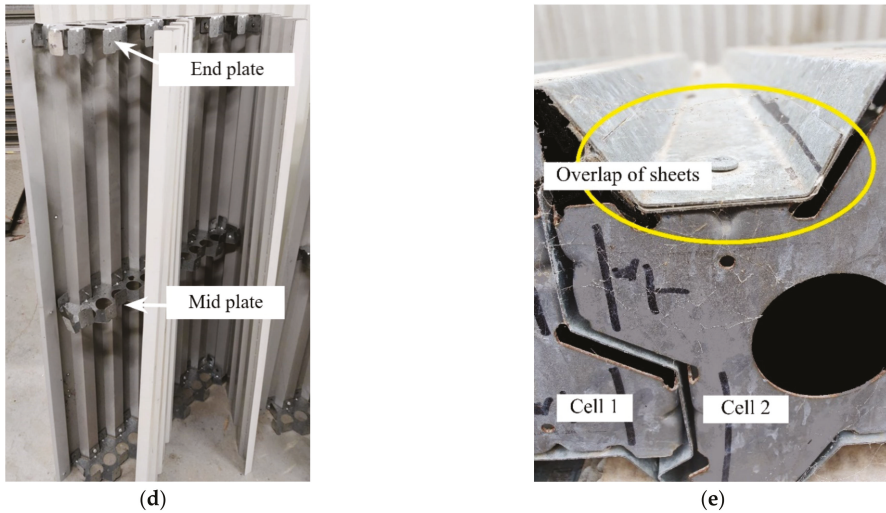 End plate
Mid plate
Overlap of sheets
Cell 1
Cell 2
(d)
(e)